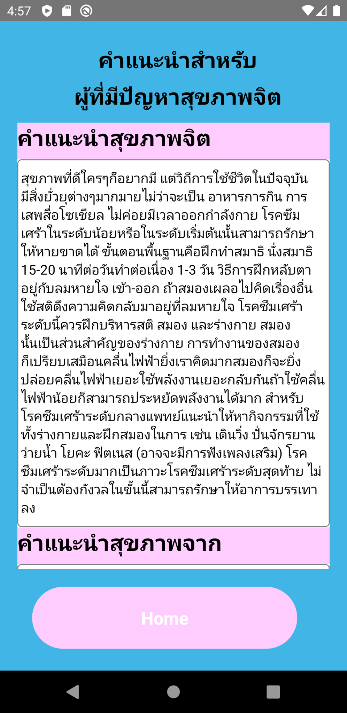 4:57
คำแนะนำสำหรับ
ผู้ที่มีปัญหาสุขภาพจิต
คำแนะนำสุขภาพจิต
สุขภาพที่ดีใครๆก็อยากมี แต่วิถีการใช้ชีวิตในปัจจุบัน
มีสิ่งยั่วยุต่างๆมากมายไม่ว่าจะเป็น อาหารการกิน การ
เสพสื่อโซเชียล ไม่ค่อยมีเวลาออกกำลังกาย โรคซึม
เศร้าในระดับน้อยหรือในระดับเริ่มต้นนั้นสามารถรักษา
ให้หายขาดได้ ขั้นตอนพื้นฐานคือฝึกทำสมาธิ นั่งสมาธิ
15-20 นาทีต่อวันทำต่อเนื่อง 1-3 วัน วิธีการฝึกหลับตา
อยู่กับลมหายใจ เข้า-ออก ถ้าสมองเผลอไปคิดเรื่องอื่น
ใช้สติดึงความคิดกลับมาอยู่ที่ลมหายใจ โรคซึมเศร้า
ระดับนี้ควรฝึกบริหารสติ สมอง และร่างกาย สมอง
นั้นเป็นส่วนสำคัญของร่างกาย การทำงานของสมอง
ก็เปรียบเสมือนคลื่นไฟฟ้ายิ่งเราคิดมากสมองก็จะยิ่ง
ปล่อยคลื่นไฟฟ้าเยอะใช้พลังงานเยอะกลับกันถ้าใช้คลื่น
ไฟฟ้าน้อยก็สามารถประหยัดพลังงานได้มาก สำหรับ
โรคซึมเศร้าระดับกลางแพทย์แนะนำให้หากิจกรรมที่ใช้
ทั้งร่างกายและฝึกสมองในการ เช่น เดินวิ่ง ปั่นจักรยาน
ว่ายน้ำ โยคะ ฟิตเนส (อาจจะมีการฟังเพลงเสริม) โรค
ซึมเศร้าระดับมากเป็นภาวะโรคซึมเศร้าระดับสุดท้าย ไม่
จำเป็นต้องกังวลในขั้นนี้สามารถรักษาให้อาการบรรเทา
ลง
คำแนะนำสุขภาพจาก
Home